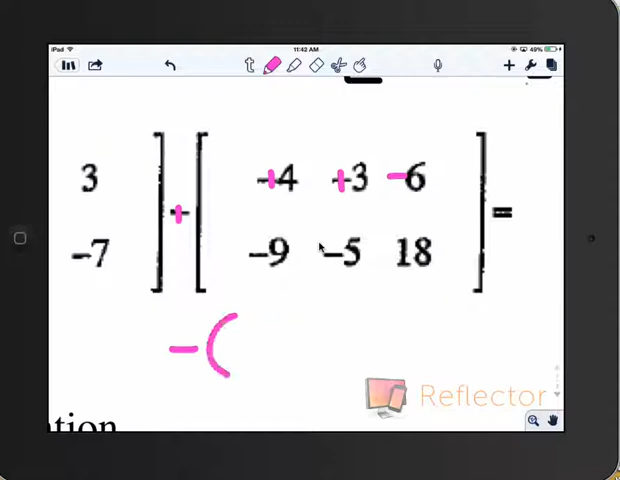 iPad 11:42 AM 49%
t
3 ] + [ +4 +3 -6 ] =
-7 -9 -5 18
-(
Reflector
ation